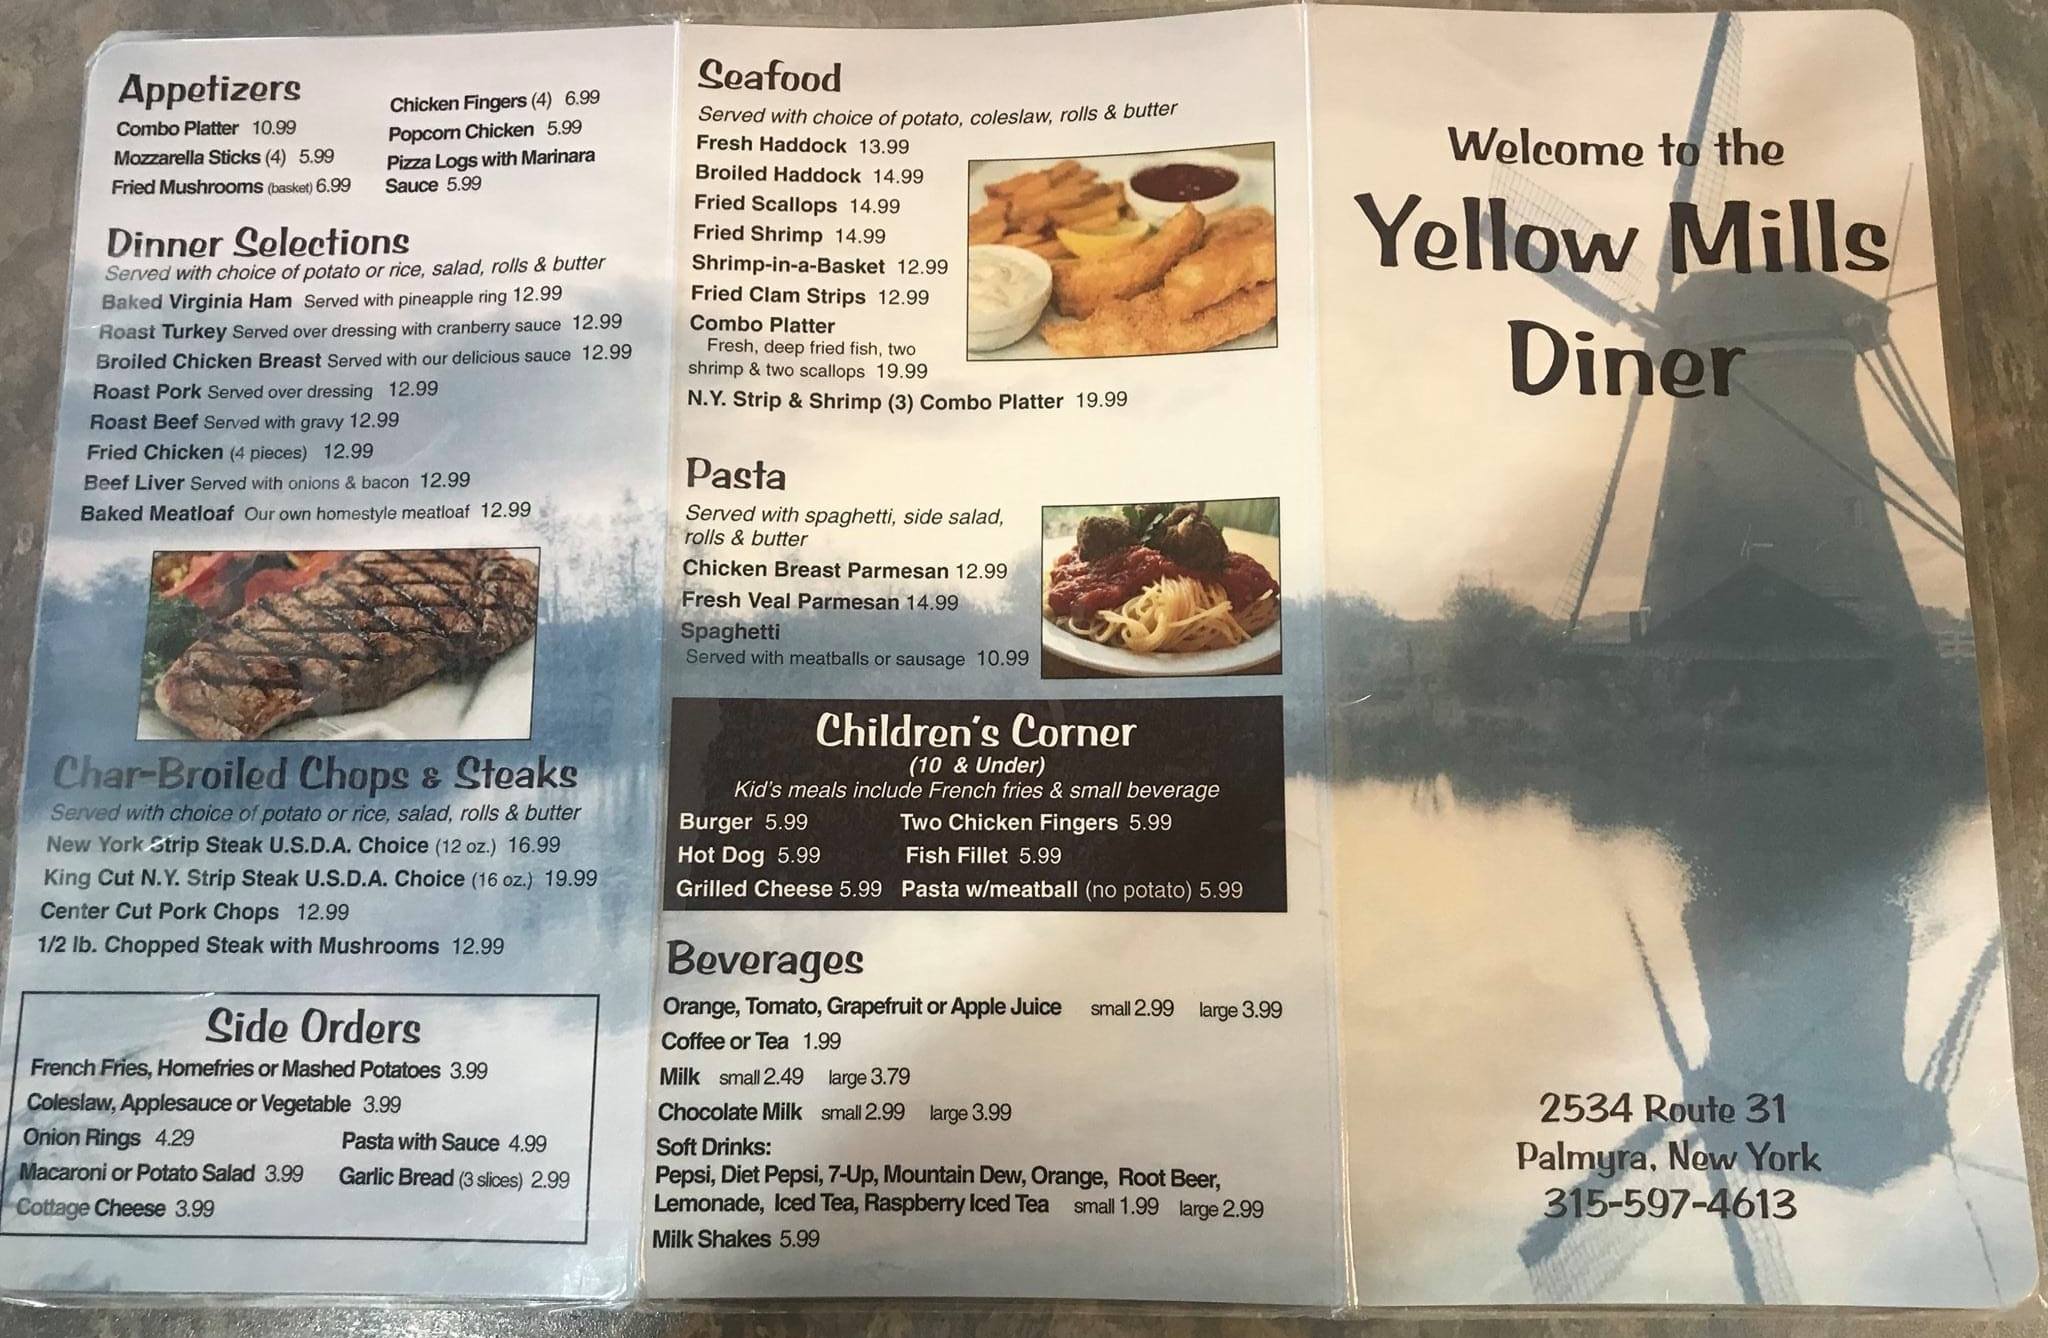 Appetizers
Combo Platter 10.99
Mozzarella Sticks (4) 5.99
Fried Mushrooms (basket) 6.99
Chicken Fingers (4) 6.99
Popcorn Chicken 5.99
Pizza Logs with Marinara
Sauce 5.99
Dinner Selections
Served with choice of potato or rice, salad, rolls & butter
Baked Virginia Ham Served with pineapple ring 12.99
Roast Turkey Served over dressing with cranberry sauce 12.99
Broiled Chicken Breast Served with our delicious sauce 12.99
Roast Pork Served over dressing 12.99
Roast Beef Served with gravy 12.99
Fried Chicken (4 pieces) 12.99
Beef Liver Served with onions & bacon 12.99
Baked Meatloaf Our own homestyle meatloaf 12.99
Char-Broiled Chops & Steaks
Served with choice of potato or rice, salad, rolls & butter
New York Strip Steak U.S.D.A. Choice (12 oz.) 16.99
King Cut N.Y. Strip Steak U.S.D.A. Choice (16 oz.) 19.99
Center Cut Pork Chops 12.99
1/2 lb. Chopped Steak with Mushrooms 12.99
Side Orders
French Fries, Homefries or Mashed Potatoes 3.99
Coleslaw, Applesauce or Vegetable 3.99
Onion Rings 4.29
Macaroni or Potato Salad 3.99
Cottage Cheese 3.99
Pasta with Sauce 4.99
Garlic Bread (3 slices) 2.99
Seafood
Served with choice of potato, coleslaw, rolls & butter
Fresh Haddock 13.99
Broiled Haddock 14.99
Fried Scallops 14.99
Fried Shrimp 14.99
Shrimp-in-a-Basket 12.99
Fried Clam Strips 12.99
Combo Platter
Fresh, deep fried fish, two
shrimp & two scallops 19.99
N.Y. Strip & Shrimp (3) Combo Platter 19.99
Pasta
Served with spaghetti, side salad,
rolls & butter
Chicken Breast Parmesan 12.99
Fresh Veal Parmesan 14.99
Spaghetti
Served with meatballs or sausage 10.99
Children's Corner
(10 & Under)
Kid's meals include French fries & small beverage
Burger 5.99
Hot Dog 5.99
Grilled Cheese 5.99
Two Chicken Fingers 5.99
Fish Fillet 5.99
Pasta w/meatball (no potato) 5.99
Beverages
Orange, Tomato, Grapefruit or Apple Juice small 2.99 large 3.99
Coffee or Tea 1.99
Milk small 2.49 large 3.79
Chocolate Milk small 2.99 large 3.99
Soft Drinks:
Pepsi, Diet Pepsi, 7-Up, Mountain Dew, Orange, Root Beer,
Lemonade, Iced Tea, Raspberry Iced Tea small 1.99 large 2.99
Milk Shakes 5.99
Welcome to the
Yellow Mills
Diner
2534 Route 31
Palmyra, New York
315-597-4613